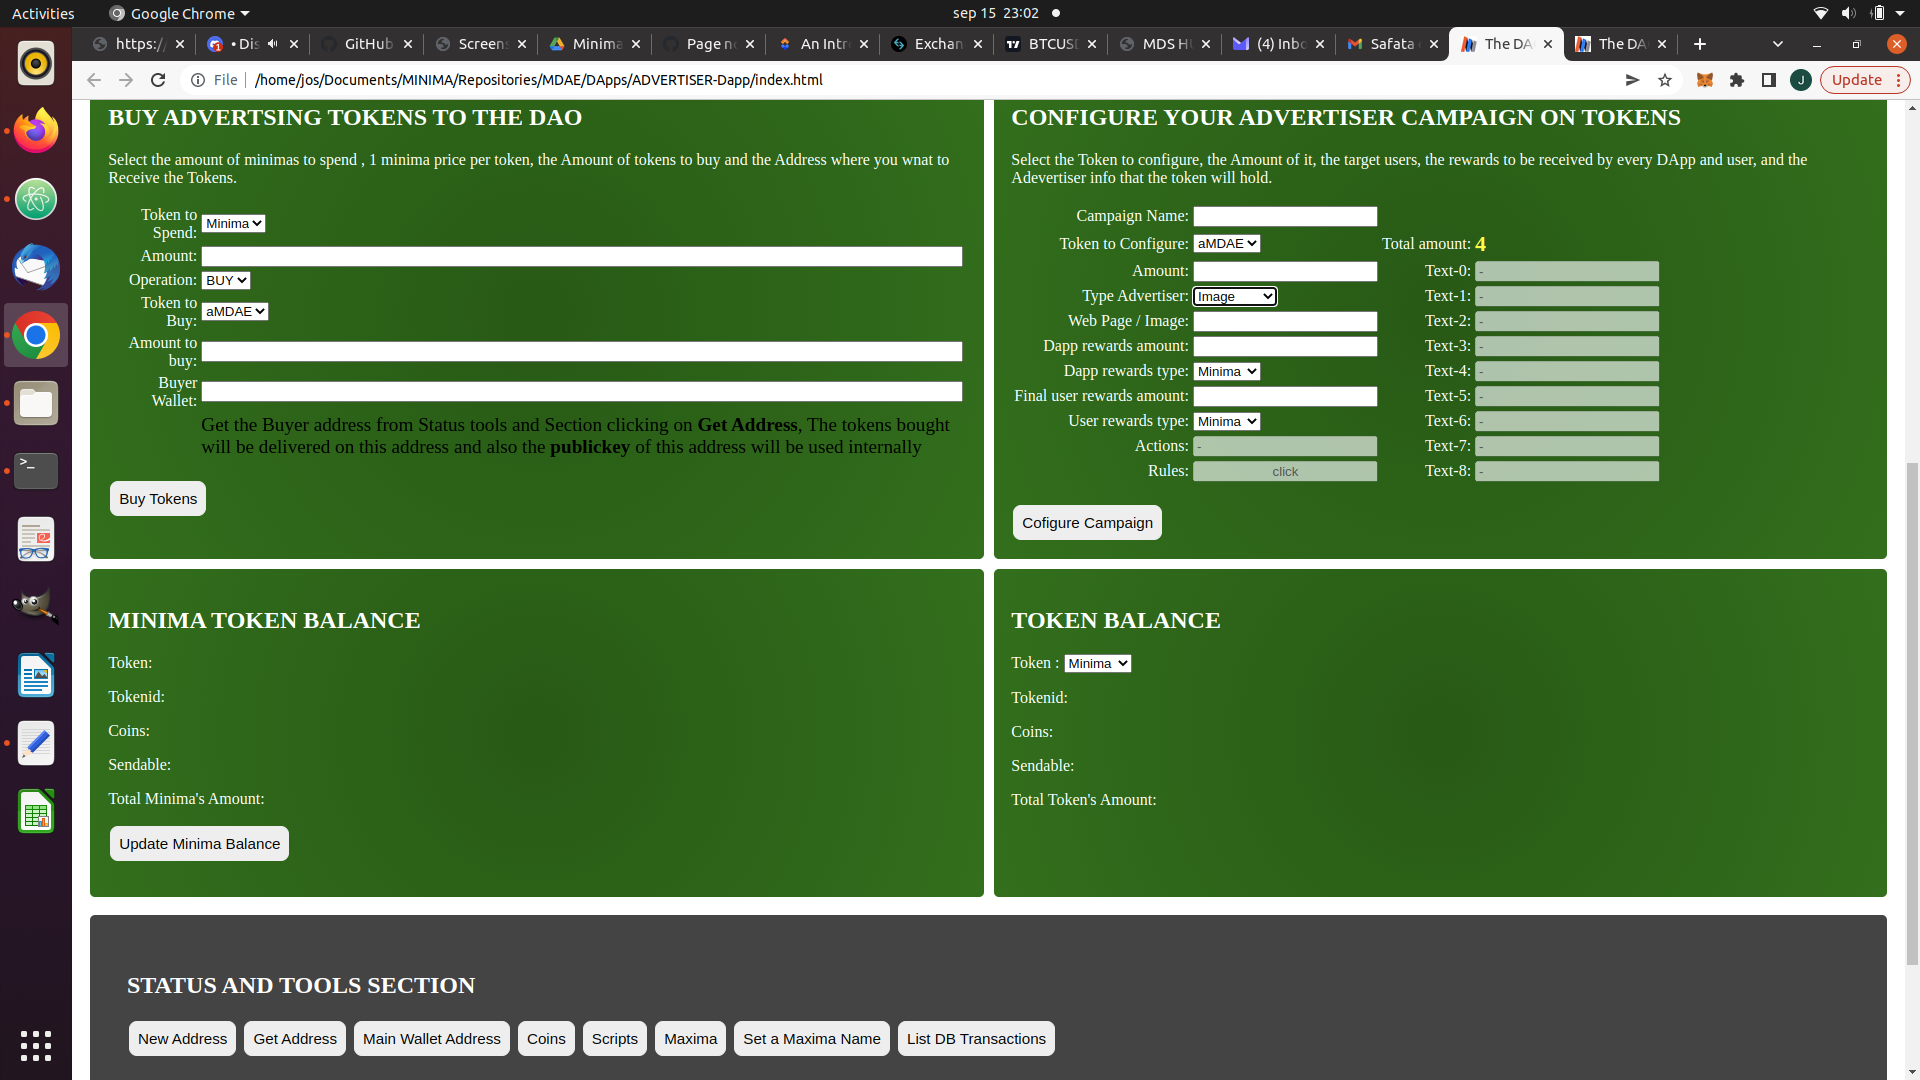 Activities
Google Chrome
sep 15 23:02
https:/
• Dis
GitHub
Screens
Minima
Page no
An Intro
Exchan
BTCUSD
MDS H
(4) Inbo
Safata
The DA
The DA
File
/home/jos/Documents/MINIMA/Repositories/MDAE/DApps/ADVERTISER-Dapp/index.html
J
Update
BUY ADVERTSING TOKENS TO THE DAO
Select the amount of minimas to spend , 1 minima price per token, the Amount of tokens to buy and the Address where you wnat to
Receive the Tokens.
Token to
Spend:
Minima
Amount:
Operation:
BUY
Token to
Buy:
aMDAE
Amount to
buy:
Buyer
Wallet:
Get the Buyer address from Status tools and Section clicking on Get Address, The tokens bought
will be delivered on this address and also the publickey of this address will be used internally
Buy Tokens
CONFIGURE YOUR ADVERTISER CAMPAIGN ON TOKENS
Select the Token to configure, the Amount of it, the target users, the rewards to be received by every DApp and user, and the
Adevertiser info that the token will hold.
Campaign Name:
Token to Configure: aMDAE Total amount: 4
Amount: Text-0: -
Type Advertiser: Image Text-1: -
Web Page / Image: Text-2: -
Dapp rewards amount: Text-3: -
Dapp rewards type: Minima Text-4: -
Final user rewards amount: Text-5: -
User rewards type: Minima Text-6: -
Actions: - Text-7: -
Rules: click Text-8: -
Cofigure Campaign
MINIMA TOKEN BALANCE
Token:
Tokenid:
Coins:
Sendable:
Total Minima's Amount:
Update Minima Balance
TOKEN BALANCE
Token : Minima
Tokenid:
Coins:
Sendable:
Total Token's Amount:
STATUS AND TOOLS SECTION
New Address
Get Address
Main Wallet Address
Coins
Scripts
Maxima
Set a Maxima Name
List DB Transactions